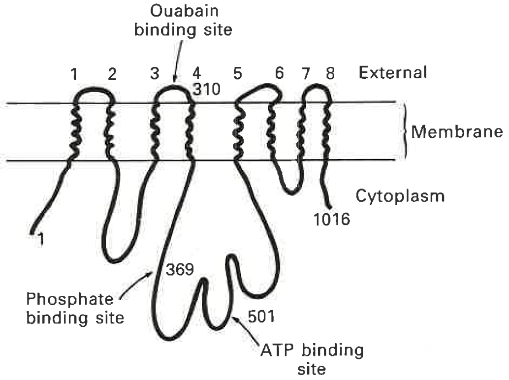 Ouabain
binding site
1 2 3 4 5 6 7 8 External
310
Membrane
Cytoplasm
1016
1
369
Phosphate
binding site
501
ATP binding
site